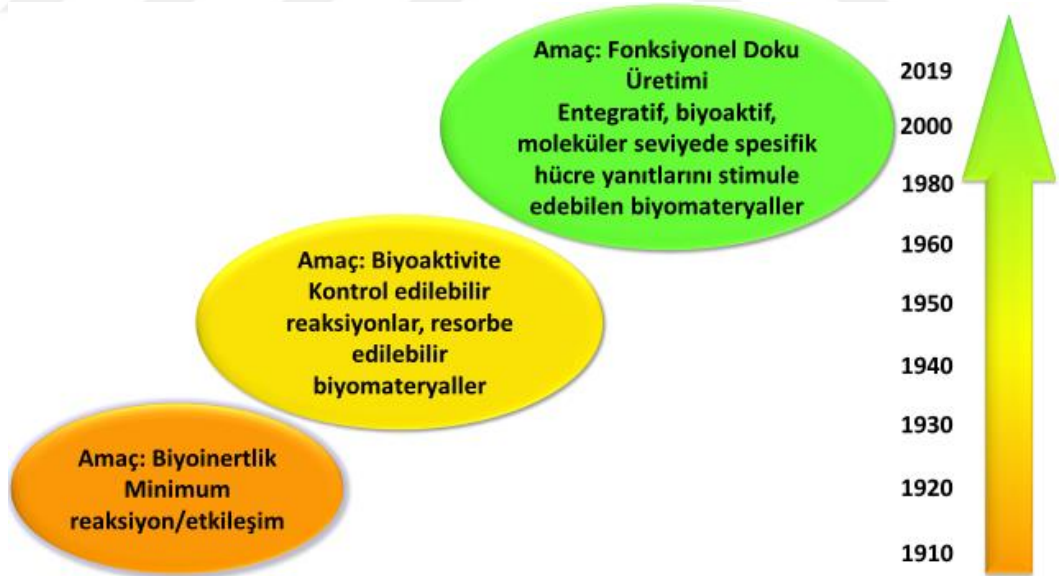 Amaç: Fonksiyonel Doku
Üretimi
Entegratif, biyoaktif,
moleküler seviyede spesifik
hücre yanıtlarını stimule
edebilen biyomateryaller
Amaç: Biyoaktivite
Kontrol edilebilir
reaksiyonlar, resorbe
edilebilir
biyomateryaller
Amaç: Biyoinertlik
Minimum
reaksiyon/etkileşim
2019
2000
1980
1960
1950
1940
1930
1920
1910